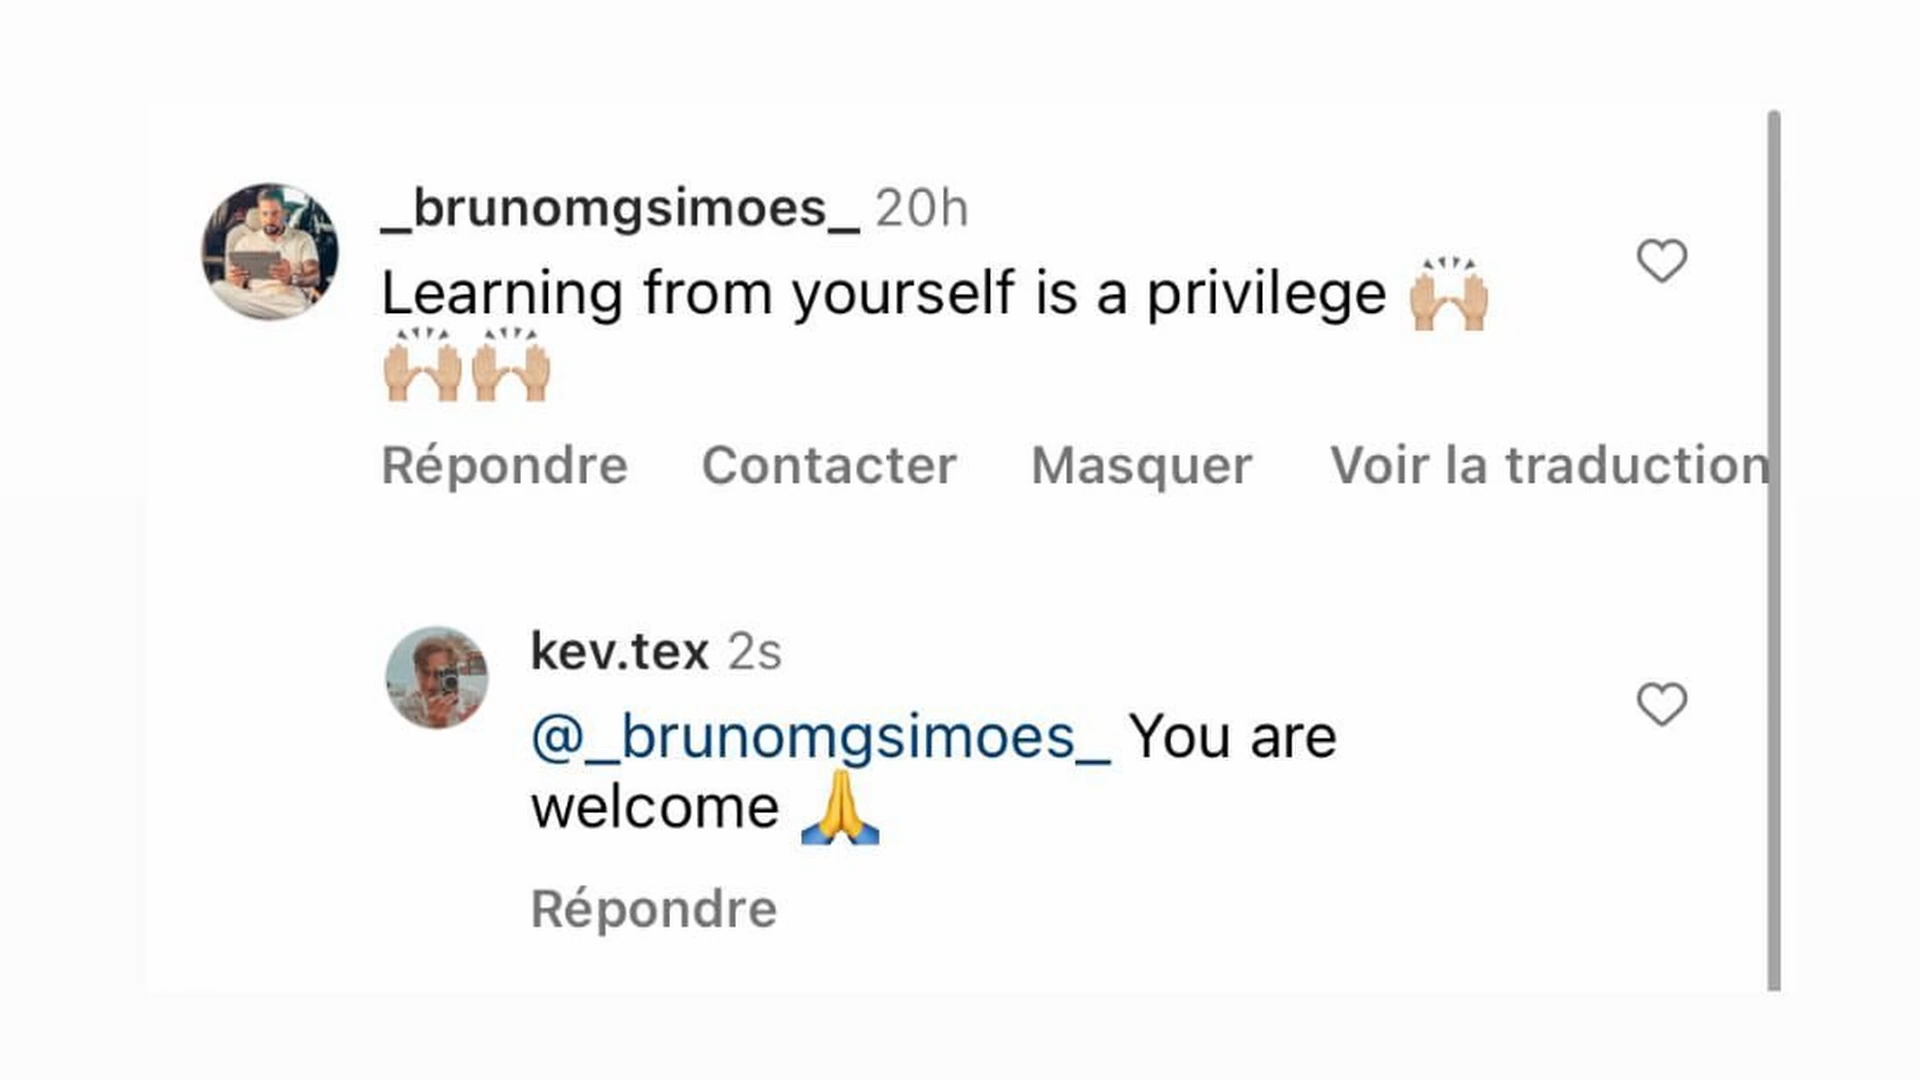 _brunomgsimoes_ 20h
Learning from yourself is a privilege 🙌🏼
🙌🏼🙌🏼
Répondre Contacter Masquer Voir la traduction
kev.tex 2s
@_brunomgsimoes_ You are
welcome 🙏
Répondre